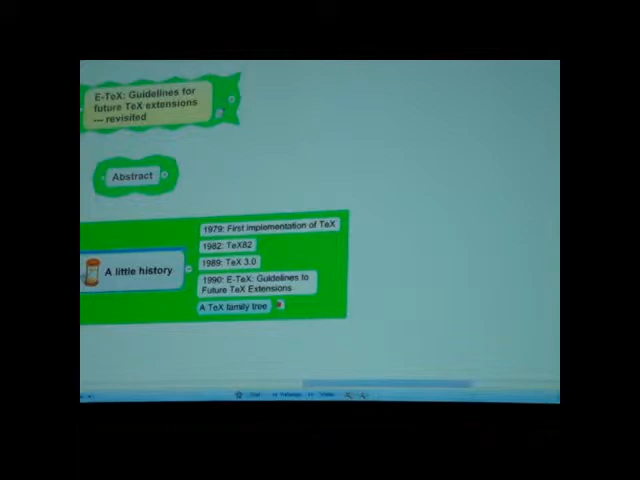 E-TeX: Guidelines for
future TeX extensions
--- revisited
Abstract
A little history
1979: First implementation of TeX
1982: TeX82
1989: TeX 3.0
1990: E-TeX: Guidelines to
Future TeX Extensions
A TeX family tree